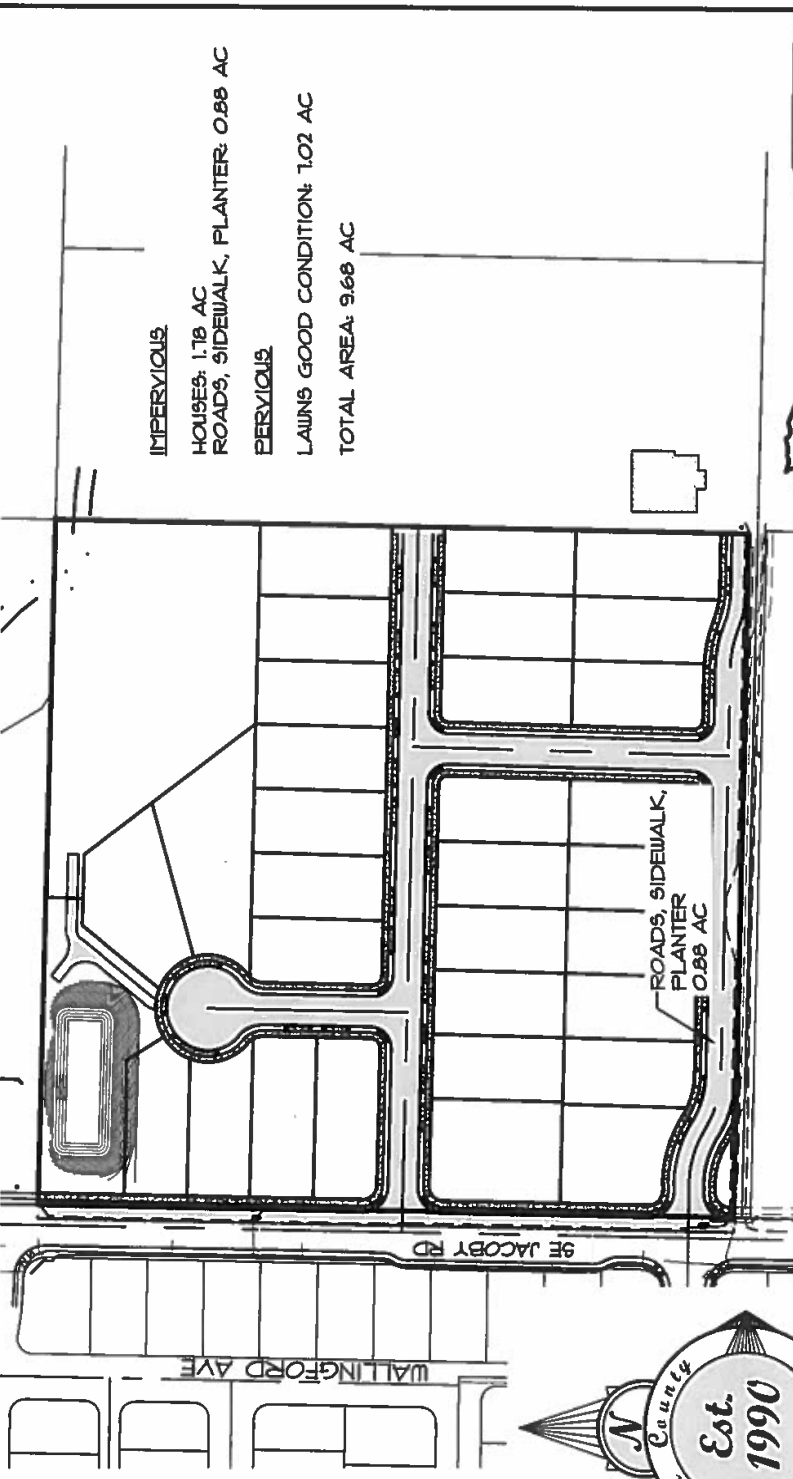 IMPERVIOUS
HOUSES: 1.78 AC
ROADS, SIDEWALK, PLANTER: 0.88 AC
PERVIOUS
LAWNS GOOD CONDITION: 7.02 AC
TOTAL AREA: 9.68 AC
ROADS, SIDEWALK,
PLANTER
0.88 AC
SE JACOBY RD
WALLINGFORD AVE
N
County
Est.
1990